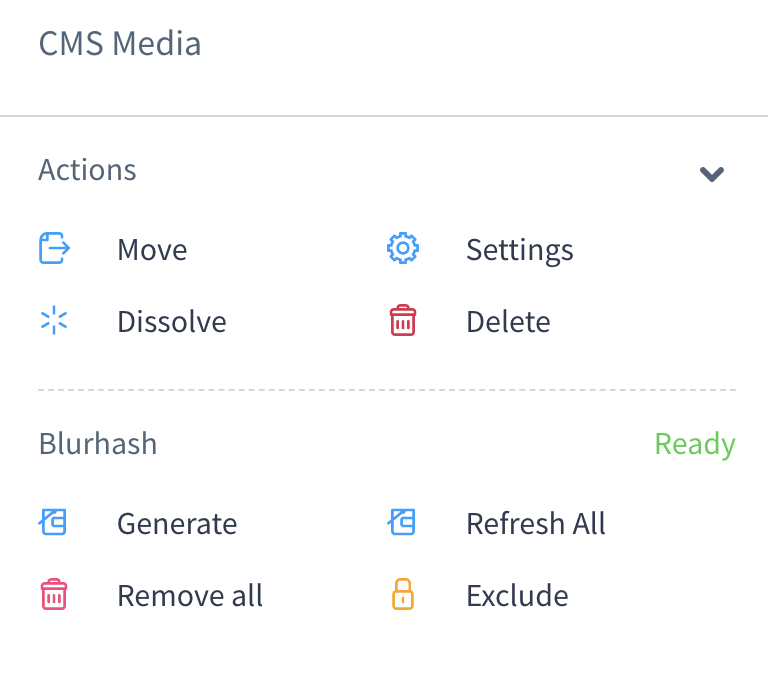 CMS Media
Actions
Move Settings
Dissolve Delete
Blurhash Ready
Generate Refresh All
Remove all Exclude